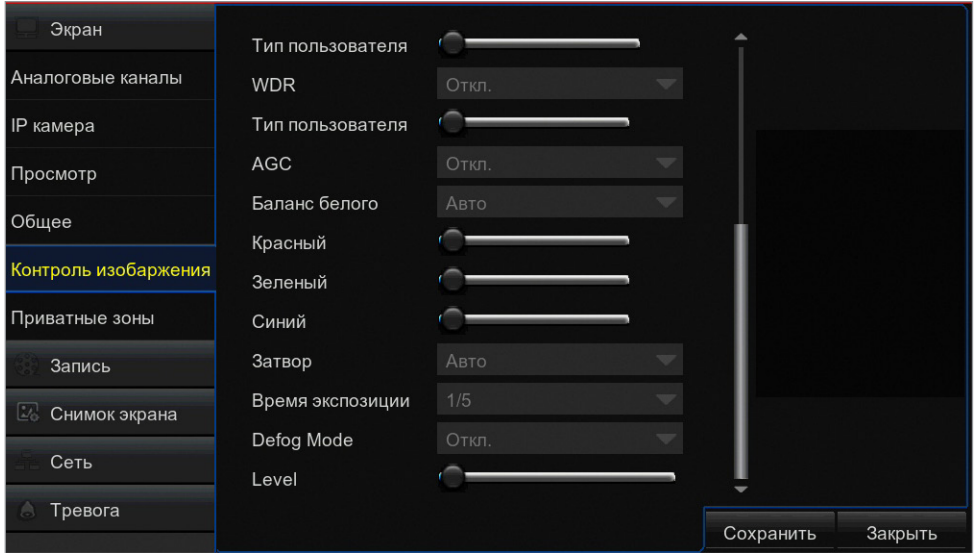 Экран
Аналоговые каналы
IP камера
Просмотр
Общее
Контроль изобаржения
Приватные зоны
Запись
Снимок экрана
Сеть
Тревога
Тип пользователя
WDR Откл.
Тип пользователя
AGC Откл.
Баланс белого Авто
Красный
Зеленый
Синий
Затвор Авто
Время экспозиции 1/5
Defog Mode Откл.
Level
Сохранить Закрыть